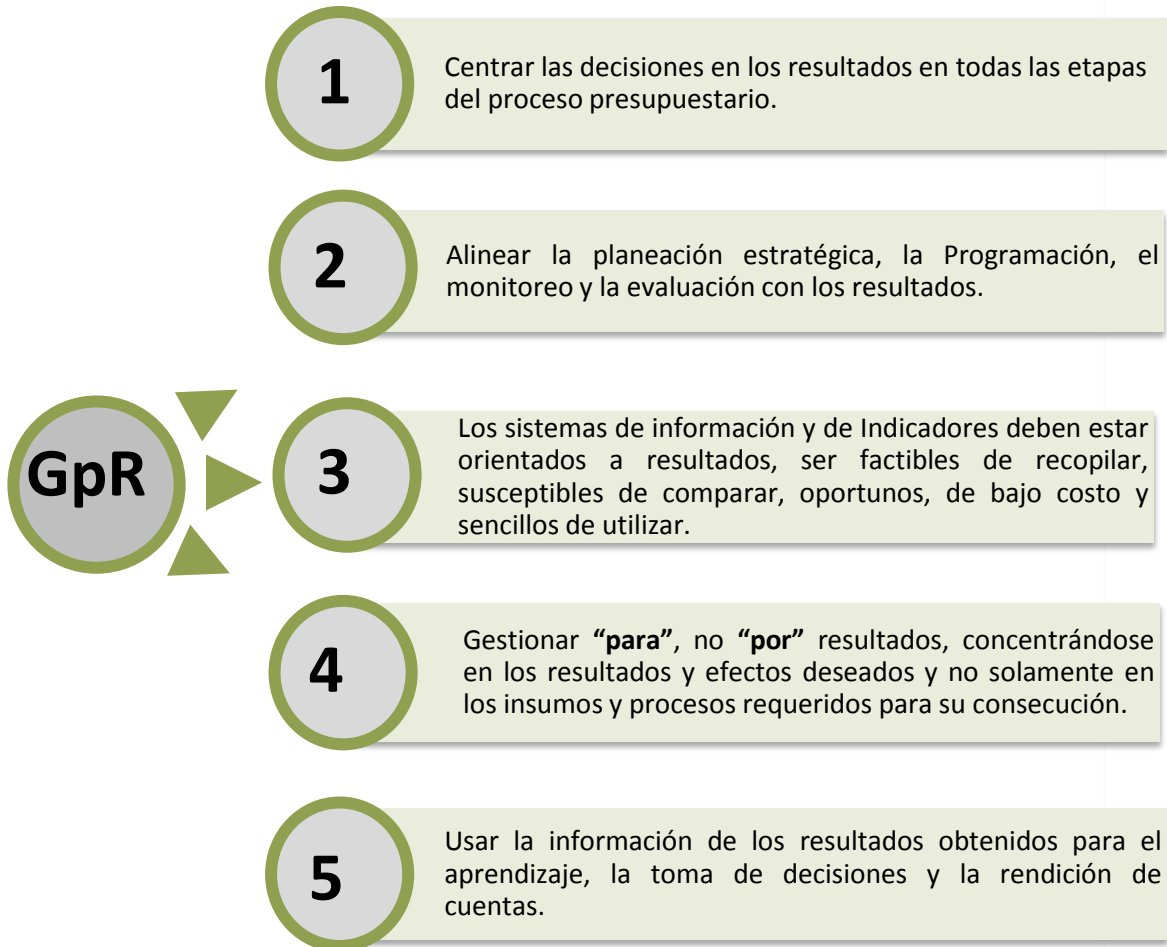 1
Centrar las decisiones en los resultados en todas las etapas
del proceso presupuestario.
2
Alinear la planeación estratégica, la Programación, el
monitoreo y la evaluación con los resultados.
GpR
3
Los sistemas de información y de Indicadores deben estar
orientados a resultados, ser factibles de recopilar,
susceptibles de comparar, oportunos, de bajo costo y
sencillos de utilizar.
4
Gestionar “para”, no “por” resultados, concentrándose
en los resultados y efectos deseados y no solamente en
los insumos y procesos requeridos para su consecución.
5
Usar la información de los resultados obtenidos para el
aprendizaje, la toma de decisiones y la rendición de
cuentas.